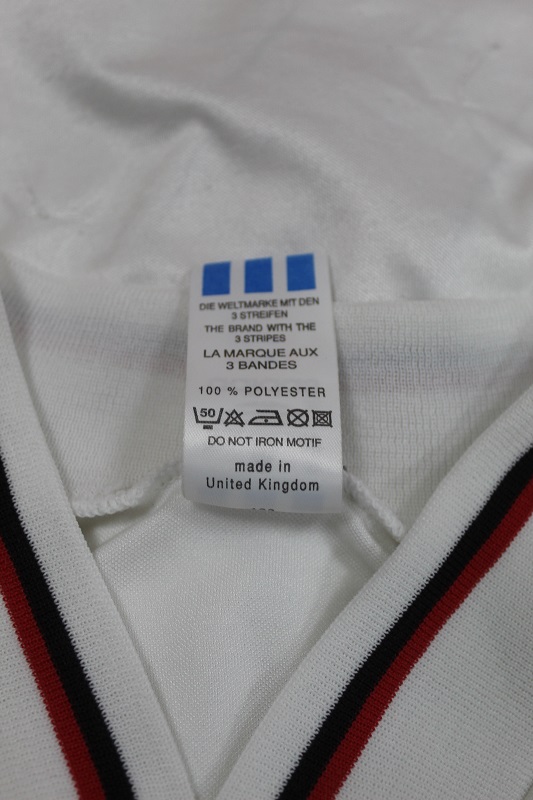 DIE WELTMARKE MIT DEN
3 STREIFEN
THE BRAND WITH THE
3 STRIPES
LA MARQUE AUX
3 BANDES
100 % POLYESTER
50
DO NOT IRON MOTIF
made in
United Kingdom